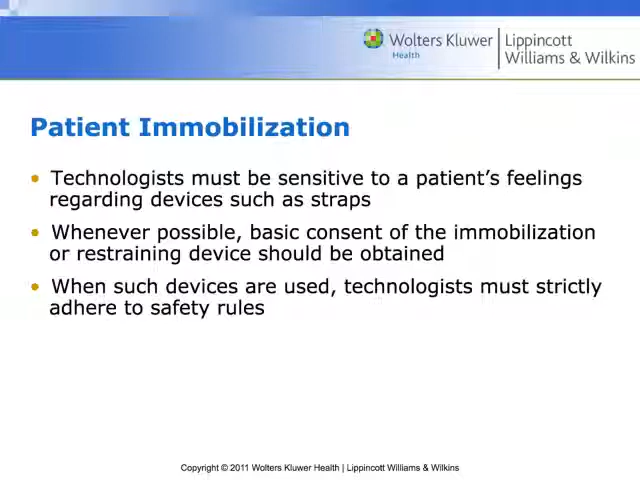 Wolters Kluwer
Health
Lippincott
Williams & Wilkins
Patient Immobilization
• Technologists must be sensitive to a patient’s feelings
regarding devices such as straps
• Whenever possible, basic consent of the immobilization
or restraining device should be obtained
• When such devices are used, technologists must strictly
adhere to safety rules
Copyright © 2011 Wolters Kluwer Health | Lippincott Williams & Wilkins